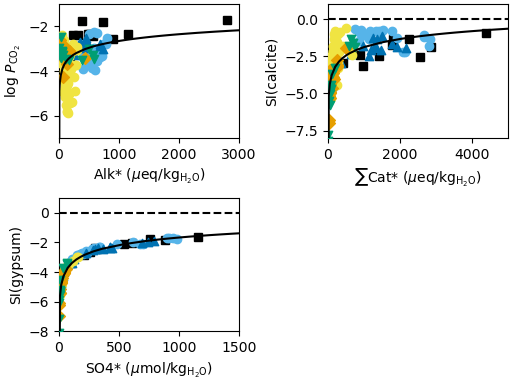 −2
−4
−6
log P_CO₂
0 1000 2000 3000
Alk* (μeq/kg_H₂O)
0.0
−2.5
−5.0
−7.5
SI(calcite)
0 2000 4000
∑Cat* (μeq/kg_H₂O)
0
−2
−4
−6
−8
SI(gypsum)
0 500 1000 1500
SO4* (μmol/kg_H₂O)